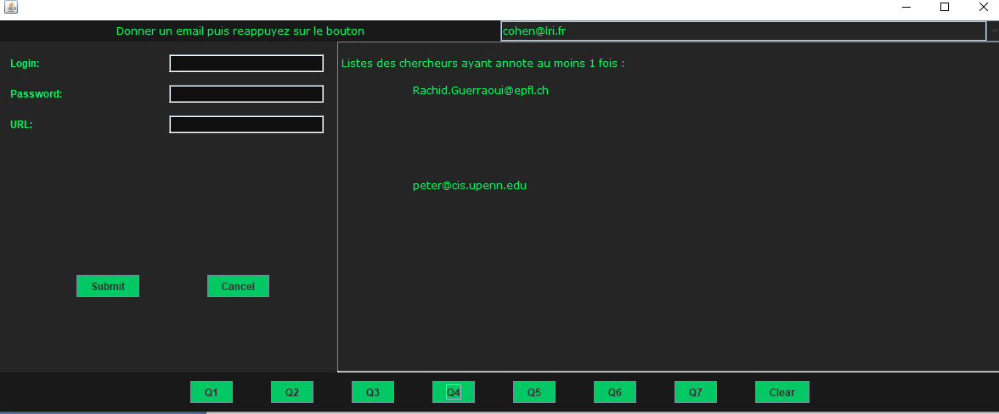 Donner un email puis reappuyez sur le bouton
cohen@lri.fr
Login:
Password:
URL:
Submit
Cancel
Listes des chercheurs ayant annote au moins 1 fois :
Rachid.Guerraoui@epfl.ch
peter@cis.upenn.edu
Q1
Q2
Q3
Q4
Q5
Q6
Q7
Clear